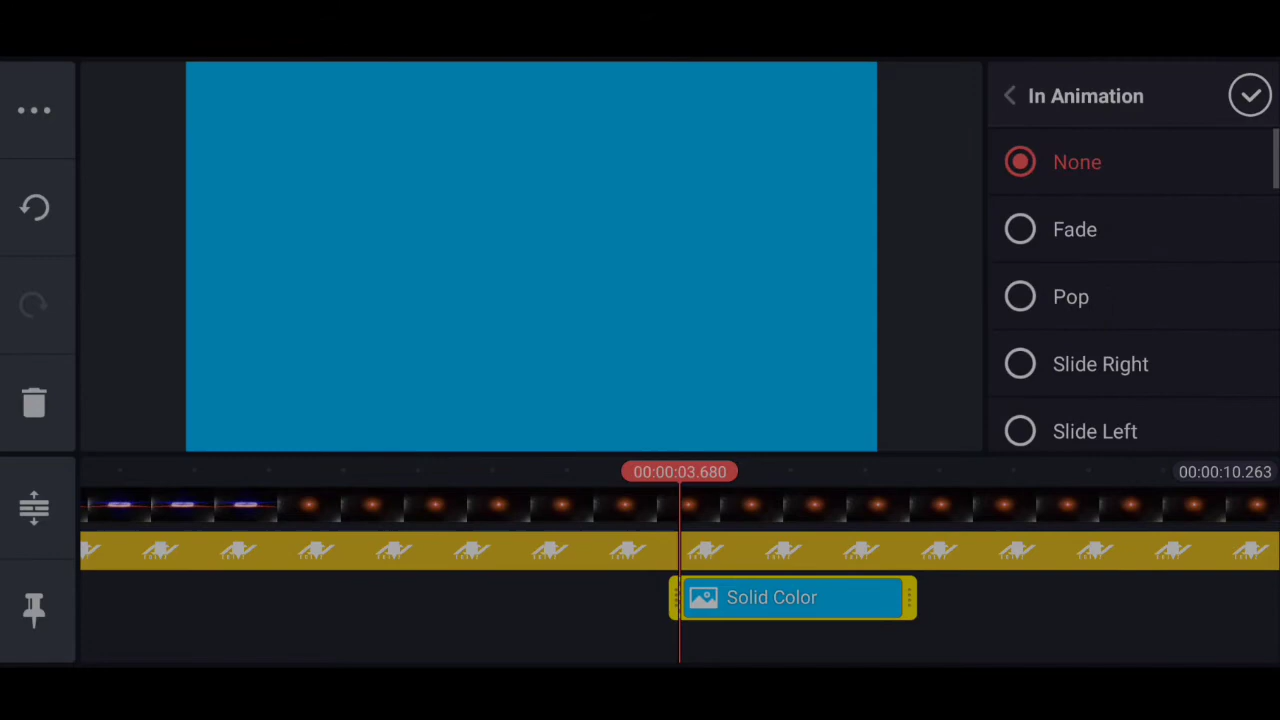 In Animation
None
Fade
Pop
Slide Right
Slide Left
00:00:03.680
00:00:10.263
Solid Color